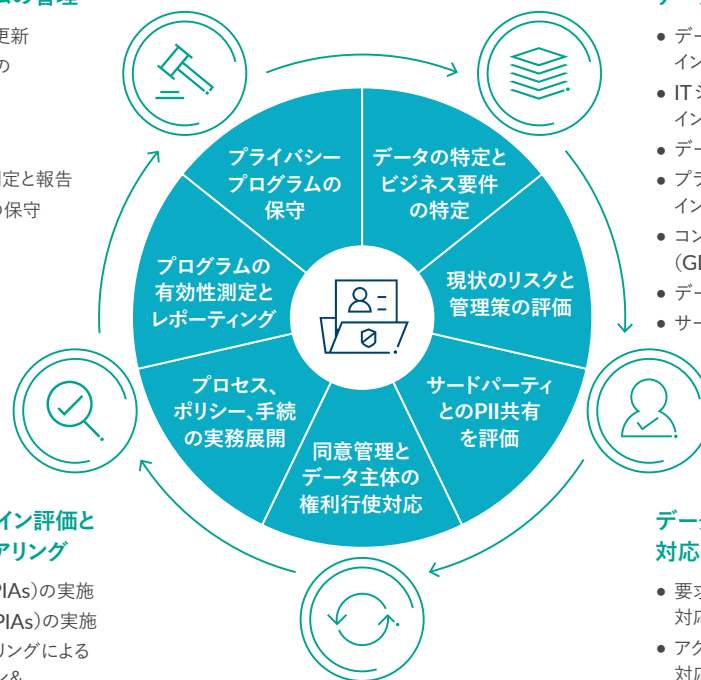 更新
の
定と報告
の保守
プライバシー
プログラムの
保守
データの特定と
ビジネス要件
の特定
現状のリスクと
管理策の評価
サードパーティ
とのPII共有
を評価
同意管理と
データ主体の
権利行使対応
プロセス、
ポリシー、手続
の実務展開
プログラムの
有効性測定と
レポーティング
• デー
イン
• ITシ
イン
• デー
• プラ
イン
• コン
• デー
• サー
イン評価と
アリング
PIAs)の実施
PIAs)の実施
リングによる
デー
対応
• 要求
対応
• アク
対応